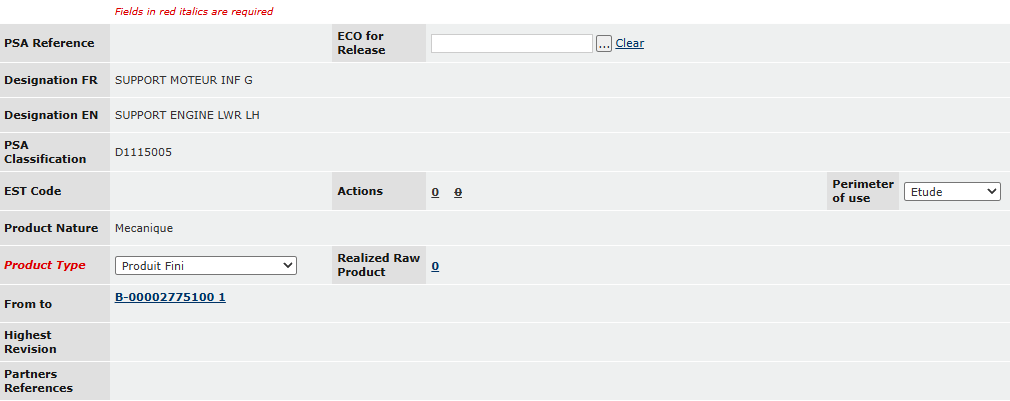 Fields in red italics are required
PSA Reference
ECO for
Release
... Clear
Designation FR SUPPORT MOTEUR INF G
Designation EN SUPPORT ENGINE LWR LH
PSA
Classification
D1115005
EST Code
Actions 0 0
Perimeter
of use
Etude
Product Nature Mecanique
Product Type Produit Fini
Realized Raw
Product
0
From to B-00002775100 1
Highest
Revision
Partners
References